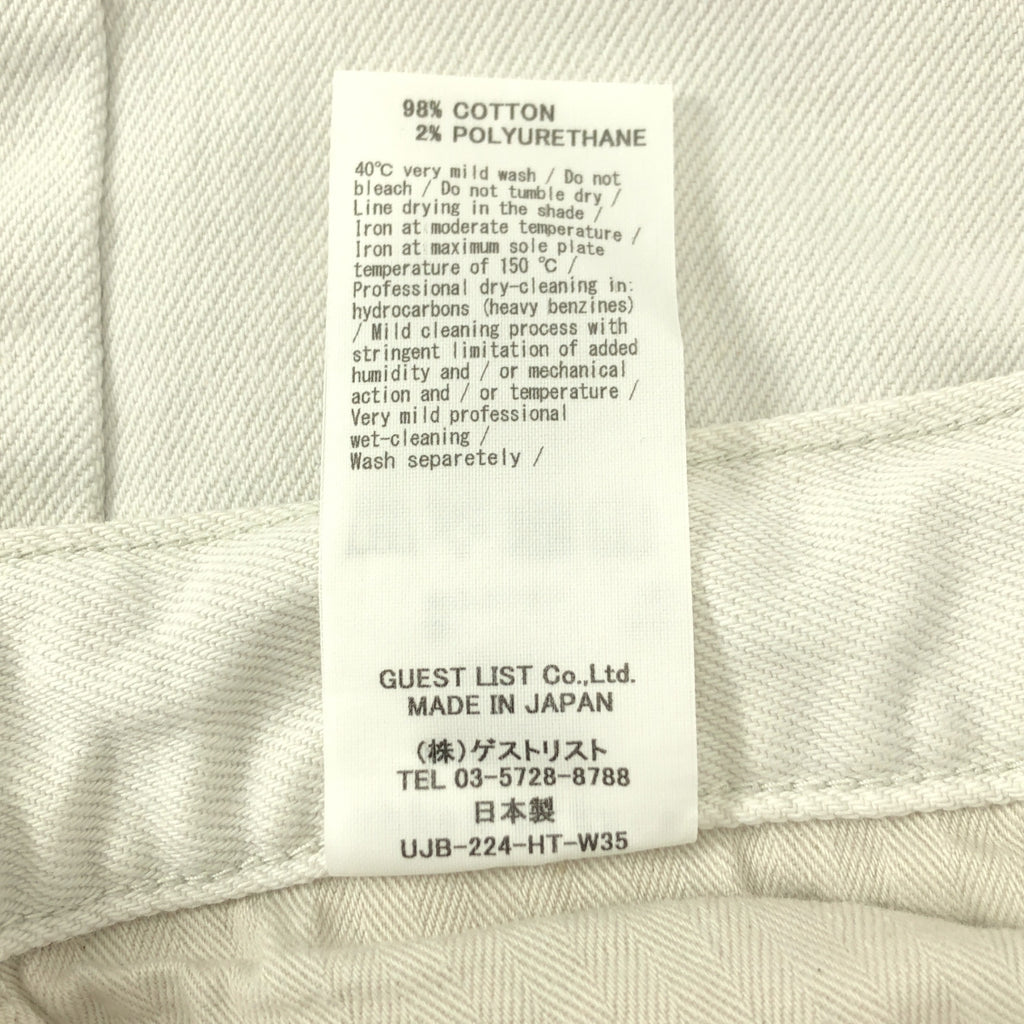 98% COTTON
2% POLYURETHANE
40℃ very mild wash / Do not
bleach / Do not tumble dry /
Line drying in the shade /
Iron at moderate temperature /
Iron at maximum sole plate
temperature of 150 ℃ /
Professional dry-cleaning in:
hydrocarbons (heavy benzines)
/ Mild cleaning process with
stringent limitation of added
humidity and / or mechanical
action and / or temperature /
Very mild professional
wet-cleaning /
Wash separetely /
GUEST LIST Co.,Ltd.
MADE IN JAPAN
(株)ゲストリスト
TEL 03-5728-8788
日本製
UJB-224-HT-W35